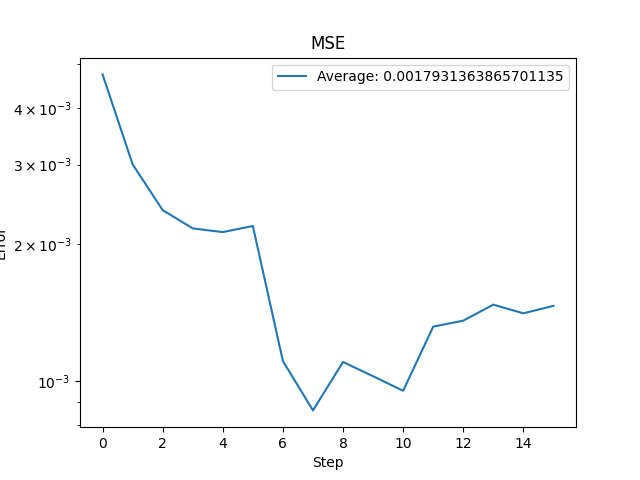 MSE
Average: 0.0017931363865701135
4 × 10⁻³
3 × 10⁻³
2 × 10⁻³
10⁻³
Error
0 2 4 6 8 10 12 14
Step